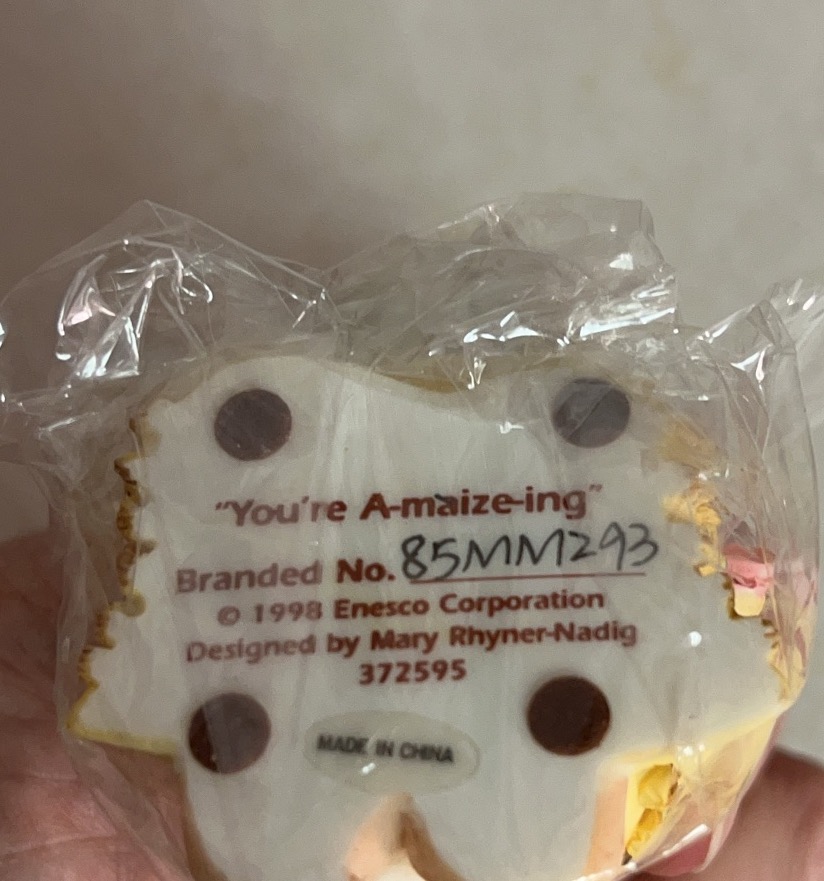 "You're A-maize-ing"
Branded No. 85MM293
© 1998 Enesco Corporation
Designed by Mary Rhyner-Nadig
372595
MADE IN CHINA